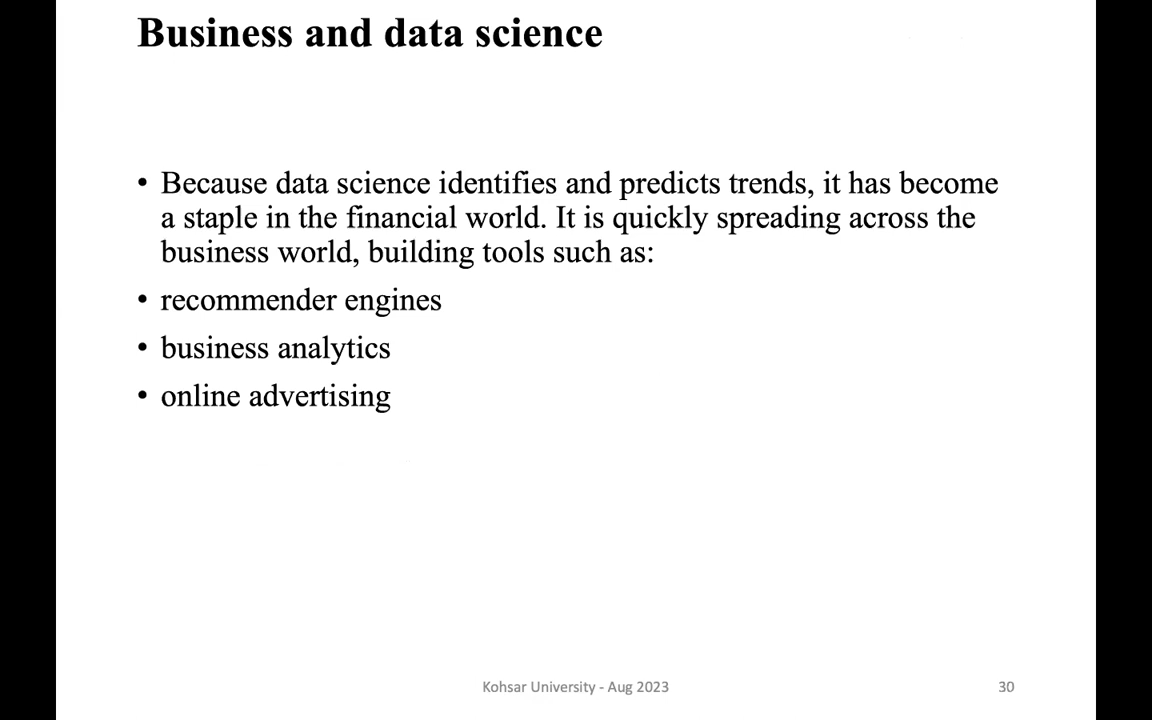 Business and data science
• Because data science identifies and predicts trends, it has become
a staple in the financial world. It is quickly spreading across the
business world, building tools such as:
• recommender engines
• business analytics
• online advertising
Kohsar University - Aug 2023
30